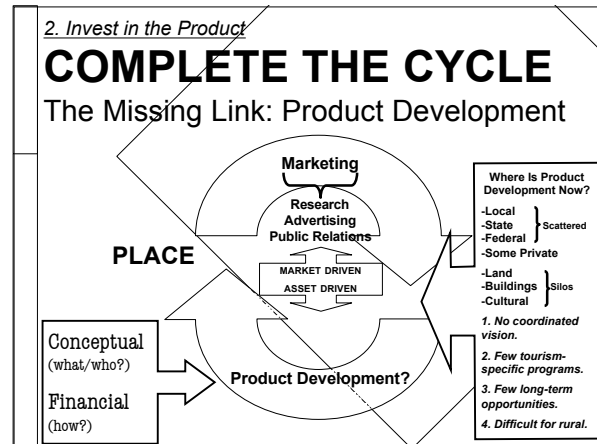 2. Invest in the Product
COMPLETE THE CYCLE
The Missing Link: Product Development
Marketing
Research
Advertising
Public Relations
PLACE
MARKET DRIVEN
ASSET DRIVEN
Conceptual
(what/who?)
Financial
(how?)
Product Development?
Where Is Product
Development Now?
-Local
-State
-Federal
Scattered
-Some Private
-Land
-Buildings
-Cultural
Silos
1. No coordinated
vision.
2. Few tourism-
specific programs.
3. Few long-term
opportunities.
4. Difficult for rural.